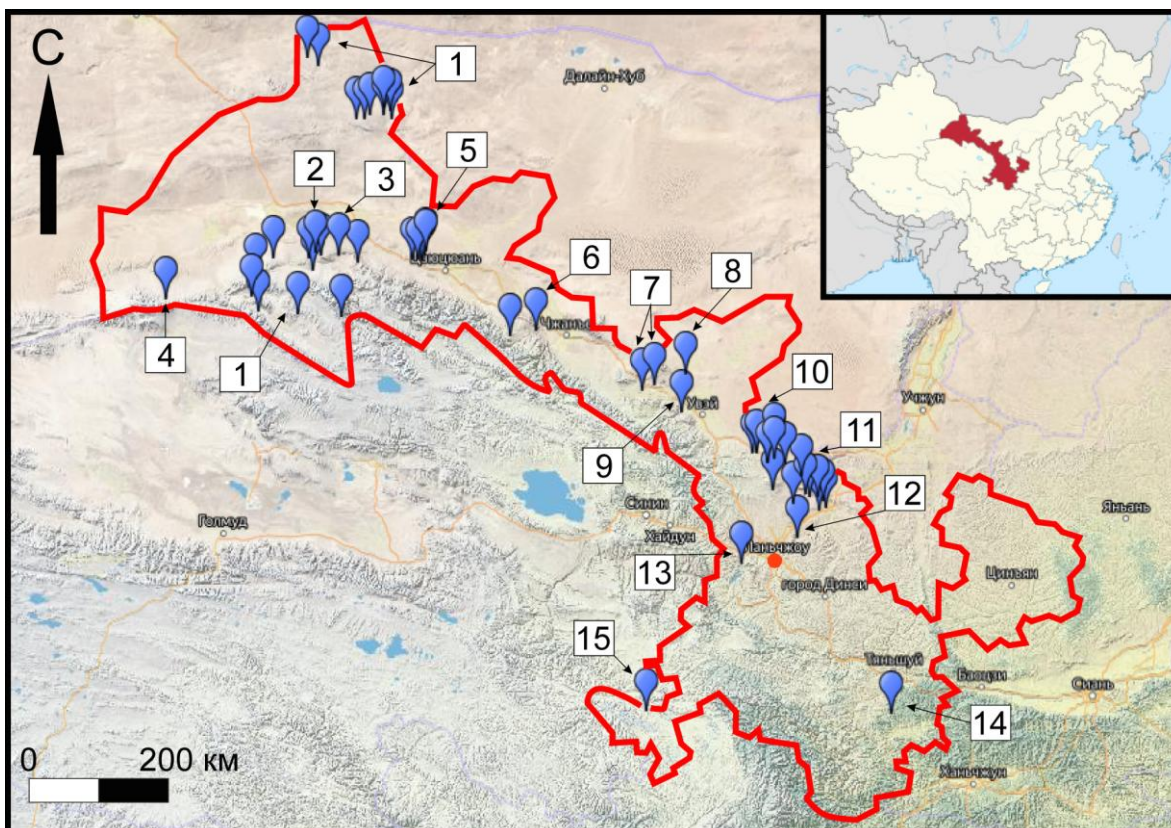 С
1
Далайн-Хуб
2
3
5
Цзюцюань
6
4
1
Чжанъе
7
8
9
Увэй
10
Учжун
11
12
Синин
Хайдун
Голмуд
Яньань
13
Ланьчжоу
город Динси
Цинъян
15
Тяньшуй
Баоцзи
Сиань
14
Ханьчжун
0
200 км